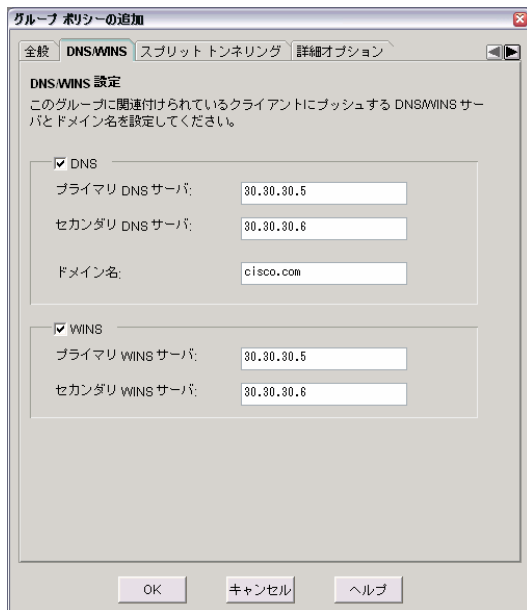 グループ ポリシーの追加
全般 DNS/WINS スプリット トンネリング 詳細オプション
DNS/WINS 設定
このグループに関連付けられているクライアントにプッシュする DNS/WINS サー
バとドメイン名を設定してください。
DNS
プライマリ DNS サーバ: 30.30.30.5
セカンダリ DNS サーバ: 30.30.30.6
ドメイン名: cisco.com
WINS
プライマリ WINS サーバ: 30.30.30.5
セカンダリ WINS サーバ: 30.30.30.6
OK キャンセル ヘルプ